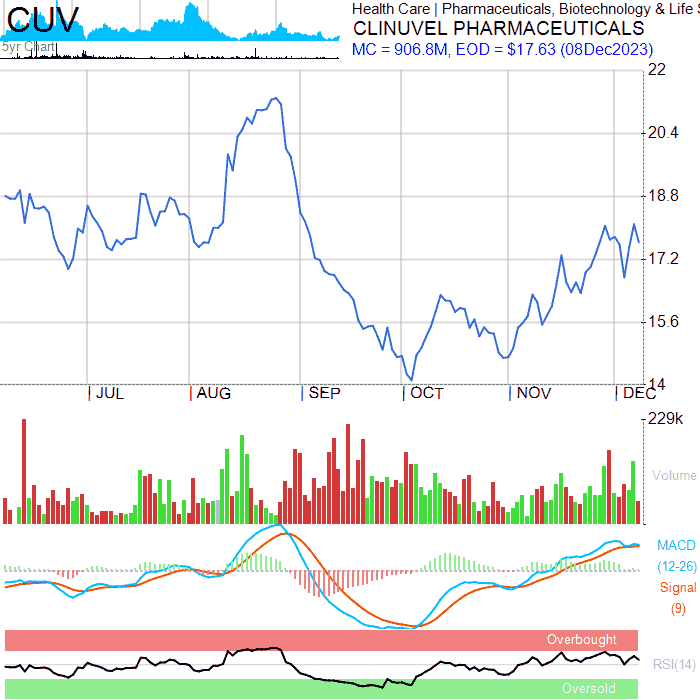 CUV
5yr Chart
Health Care | Pharmaceuticals, Biotechnology & Life S
CLINUVEL PHARMACEUTICALS
MC = 906.8M, EOD = $17.63 (08Dec2023)
22
20.4
18.8
17.2
15.6
14
JUL AUG SEP OCT NOV DEC
229k
Volume
MACD
(12-26)
Signal
(9)
Overbought
RSI(14)
Oversold